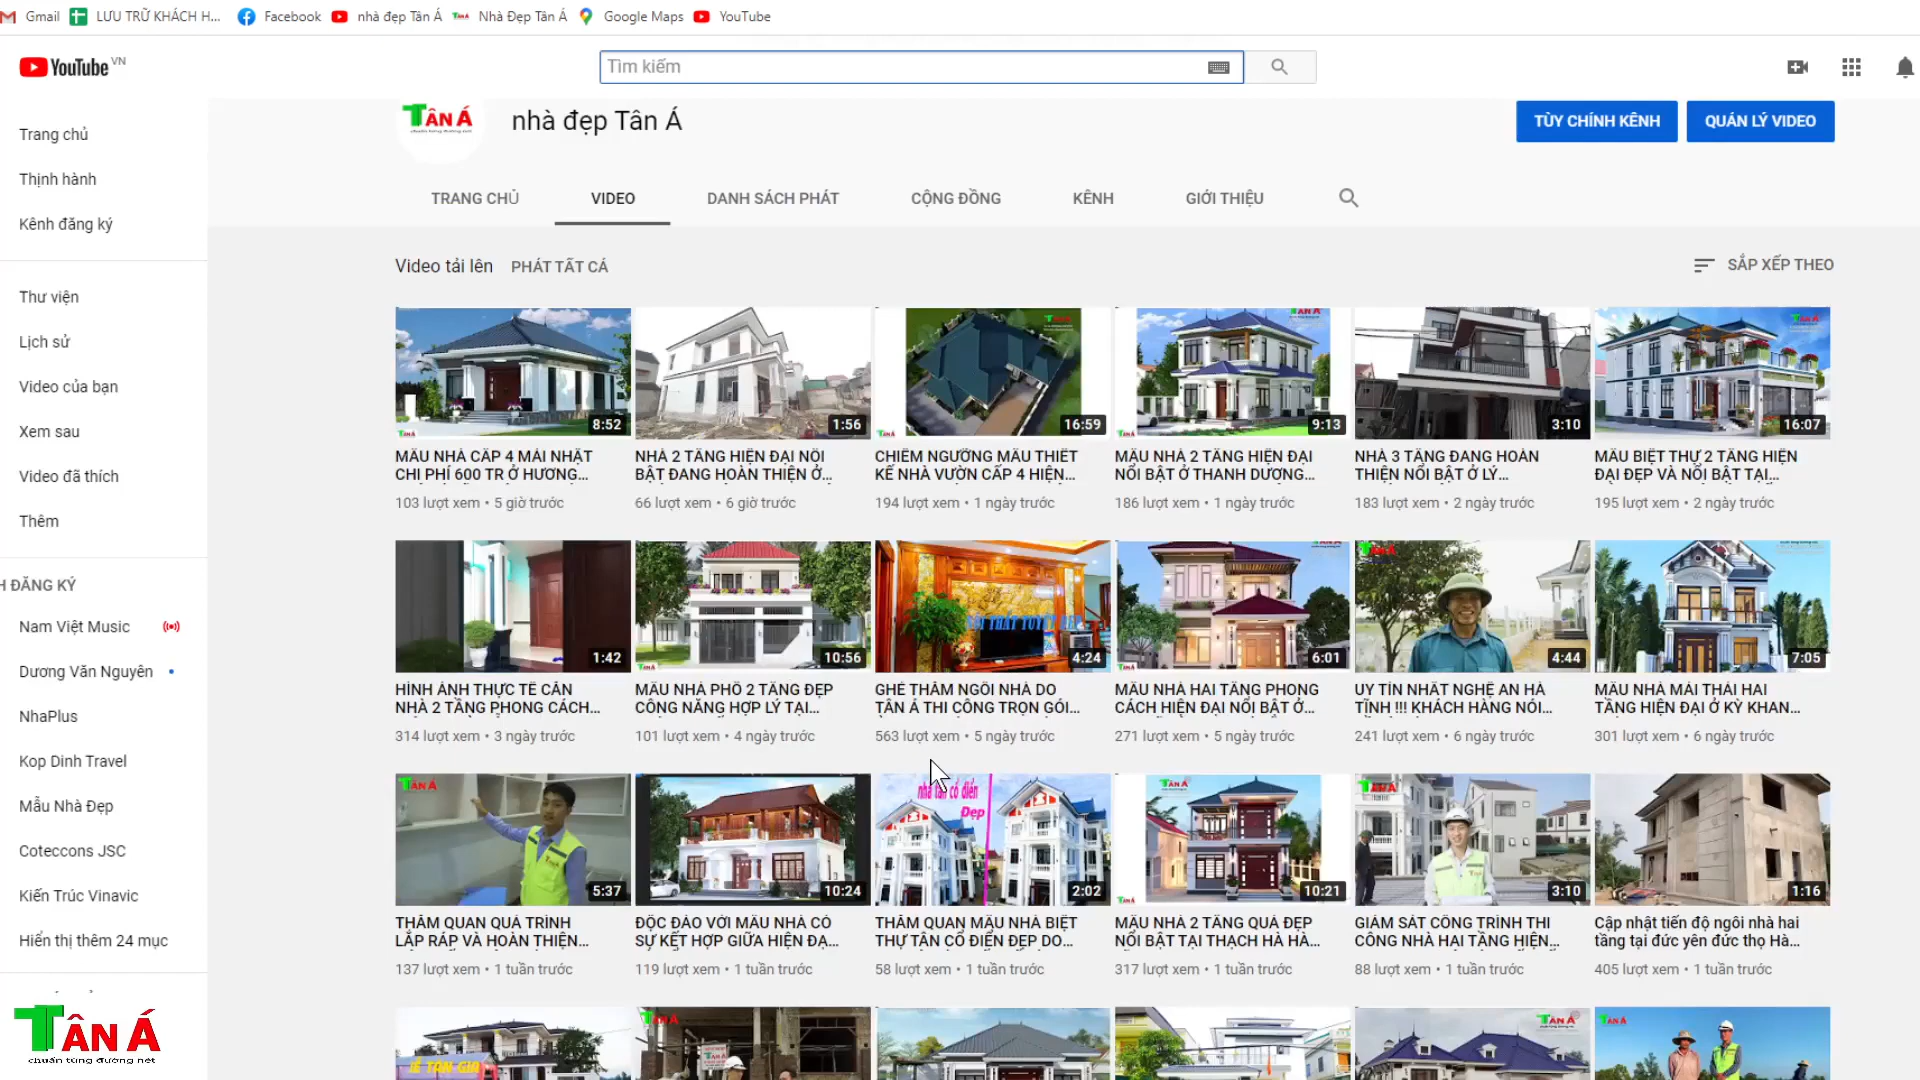 Gmail
LƯU TRỮ KHÁCH H...
Facebook
nhà đẹp Tân Á
Nhà Đẹp Tân Á
Google Maps
YouTube
YouTube VN
Tìm kiếm
Trang chủ
Thịnh hành
Kênh đăng ký
Thư viện
Lịch sử
Video của bạn
Xem sau
Video đã thích
Thêm
H ĐĂNG KÝ
Nam Việt Music
Dương Văn Nguyên
NhaPlus
Kop Dinh Travel
Mẫu Nhà Đẹp
Coteccons JSC
Kiến Trúc Vinavic
Hiển thị thêm 24 mục
TÂN Á
chuẩn từng đường nét
TÂN Á
nhà đẹp Tân Á
TÙY CHỈNH KÊNH
QUẢN LÝ VIDEO
TRANG CHỦ
VIDEO
DANH SÁCH PHÁT
CỘNG ĐỒNG
KÊNH
GIỚI THIỆU
Video tải lên
PHÁT TẤT CẢ
SẮP XẾP THEO
8:52
MẪU NHÀ CẤP 4 MÁI NHẬT
CHI PHÍ 600 TR Ở HƯƠNG...
103 lượt xem • 5 giờ trước
1:56
NHÀ 2 TẦNG HIỆN ĐẠI NỔI
BẬT ĐANG HOÀN THIỆN Ở...
66 lượt xem • 6 giờ trước
16:59
CHIÊM NGƯỠNG MẪU THIẾT
KẾ NHÀ VƯỜN CẤP 4 HIỆN...
194 lượt xem • 1 ngày trước
9:13
MẪU NHÀ 2 TẦNG HIỆN ĐẠI
NỔI BẬT Ở THANH DƯƠNG...
186 lượt xem • 1 ngày trước
3:10
NHÀ 3 TẦNG ĐANG HOÀN
THIỆN NỔI BẬT Ở LÝ...
183 lượt xem • 2 ngày trước
16:07
MẪU BIỆT THỰ 2 TẦNG HIỆN
ĐẠI ĐẸP VÀ NỔI BẬT TẠI...
195 lượt xem • 2 ngày trước
1:42
HÌNH ẢNH THỰC TẾ CĂN
NHÀ 2 TẦNG PHONG CÁCH...
314 lượt xem • 3 ngày trước
10:56
MẪU NHÀ PHỐ 2 TẦNG ĐẸP
CÔNG NĂNG HỢP LÝ TẠI...
101 lượt xem • 4 ngày trước
NỘI THẤT TUYỆT ĐẸP
4:24
GHÉ THĂM NGÔI NHÀ DO
TÂN Á THI CÔNG TRỌN GÓI...
563 lượt xem • 5 ngày trước
6:01
MẪU NHÀ HAI TẦNG PHONG
CÁCH HIỆN ĐẠI NỔI BẬT Ở...
271 lượt xem • 5 ngày trước
4:44
UY TÍN NHẤT NGHỆ AN HÀ
TĨNH !!! KHÁCH HÀNG NÓI...
241 lượt xem • 6 ngày trước
7:05
MẪU NHÀ MÁI THÁI HAI
TẦNG HIỆN ĐẠI Ở KỲ KHAN...
301 lượt xem • 6 ngày trước
TÂN Á
5:37
THĂM QUAN QUÁ TRÌNH
LẮP RÁP VÀ HOÀN THIỆN...
137 lượt xem • 1 tuần trước
10:24
ĐỘC ĐÁO VỚI MẪU NHÀ CÓ
SỰ KẾT HỢP GIỮA HIỆN ĐẠ...
119 lượt xem • 1 tuần trước
nhà tân cổ điển
Đẹp
2:02
THĂM QUAN MẪU NHÀ BIỆT
THỰ TÂN CỔ ĐIỂN ĐẸP DO...
58 lượt xem • 1 tuần trước
TÂN Á
10:21
MẪU NHÀ 2 TẦNG QUÁ ĐẸP
NỔI BẬT TẠI THẠCH HÀ HÀ...
317 lượt xem • 1 tuần trước
TÂN Á
3:10
GIÁM SÁT CÔNG TRÌNH THI
CÔNG NHÀ HAI TẦNG HIỆN...
88 lượt xem • 1 tuần trước
1:16
Cập nhật tiến độ ngôi nhà hai
tầng tại đức yên đức thọ Hà...
405 lượt xem • 1 tuần trước
LỄ TÂN GIA
TÂN Á
TÂN Á
TÂN Á